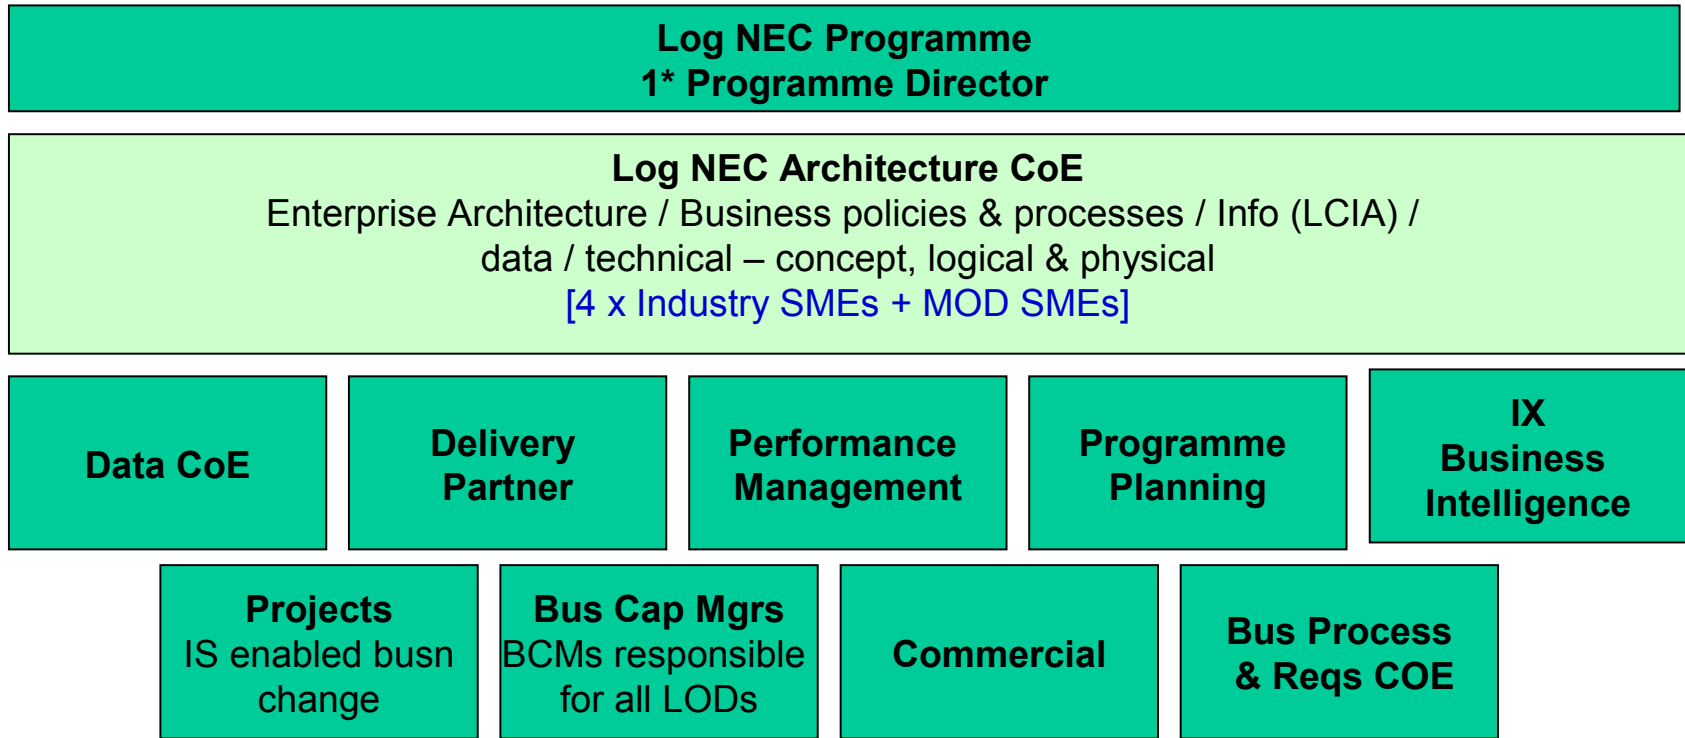 Log NEC Programme
1* Programme Director
Log NEC Architecture CoE
Enterprise Architecture / Business policies & processes / Info (LCIA) /
data / technical – concept, logical & physical
[4 x Industry SMEs + MOD SMEs]
Data CoE
Delivery
Partner
Performance
Management
Programme
Planning
IX
Business
Intelligence
Projects
IS enabled busn
change
Bus Cap Mgrs
BCMs responsible
for all LODs
Commercial
Bus Process
& Reqs COE